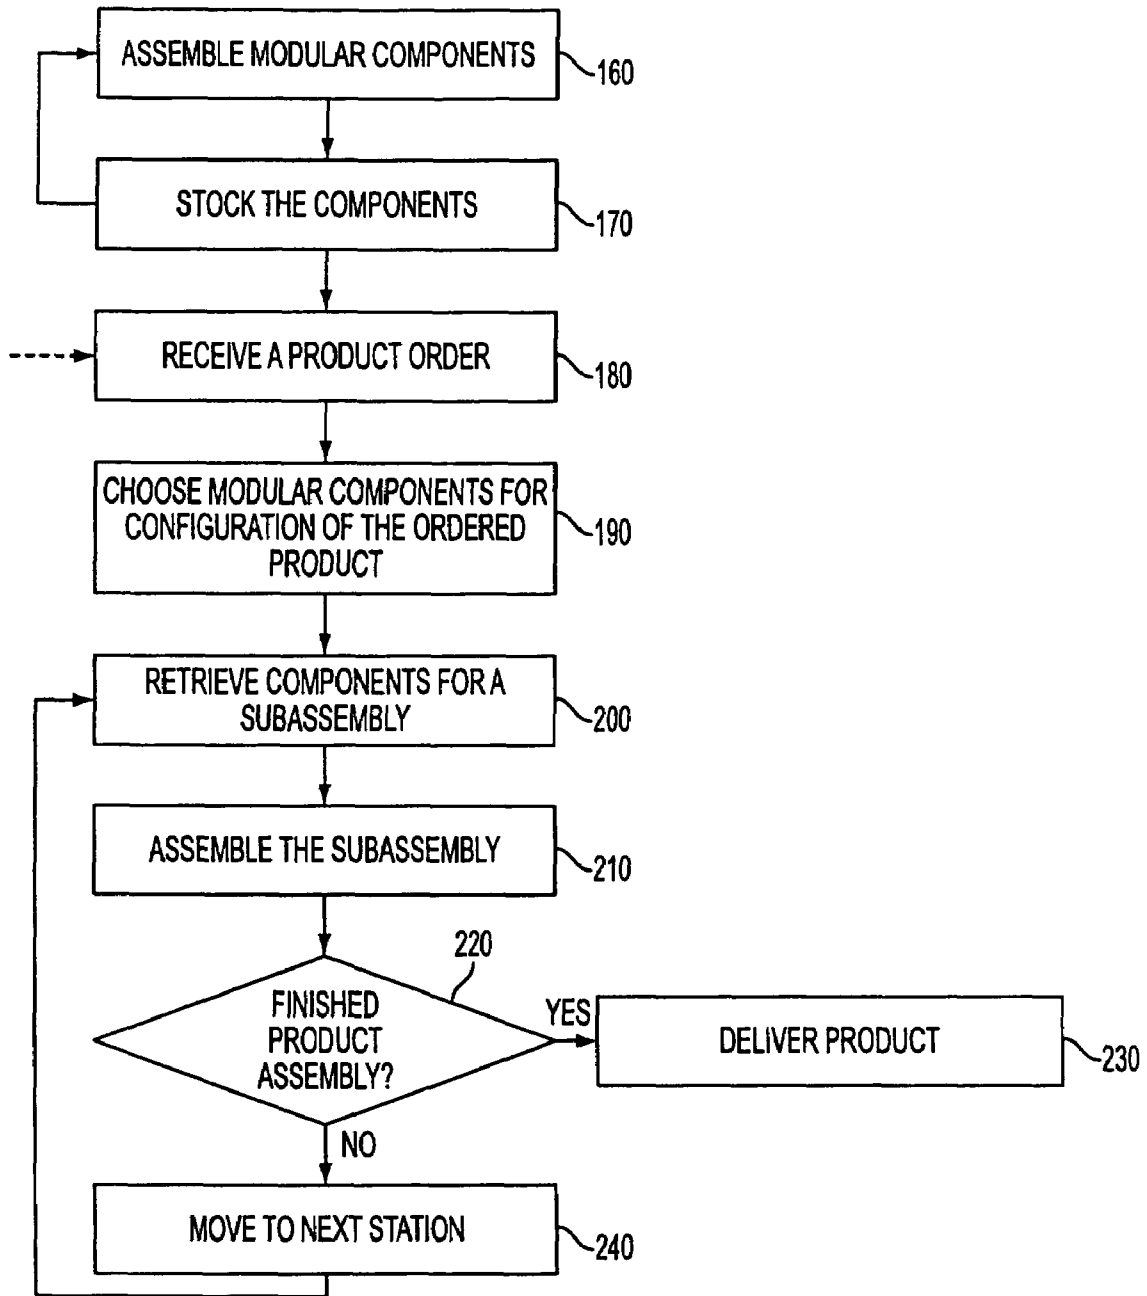 ASSEMBLE MODULAR COMPONENTS
160
STOCK THE COMPONENTS
170
RECEIVE A PRODUCT ORDER
180
CHOOSE MODULAR COMPONENTS FOR
CONFIGURATION OF THE ORDERED
PRODUCT
190
RETRIEVE COMPONENTS FOR A
SUBASSEMBLY
200
ASSEMBLE THE SUBASSEMBLY
210
220
FINISHED
PRODUCT
ASSEMBLY?
YES
DELIVER PRODUCT
230
NO
MOVE TO NEXT STATION
240